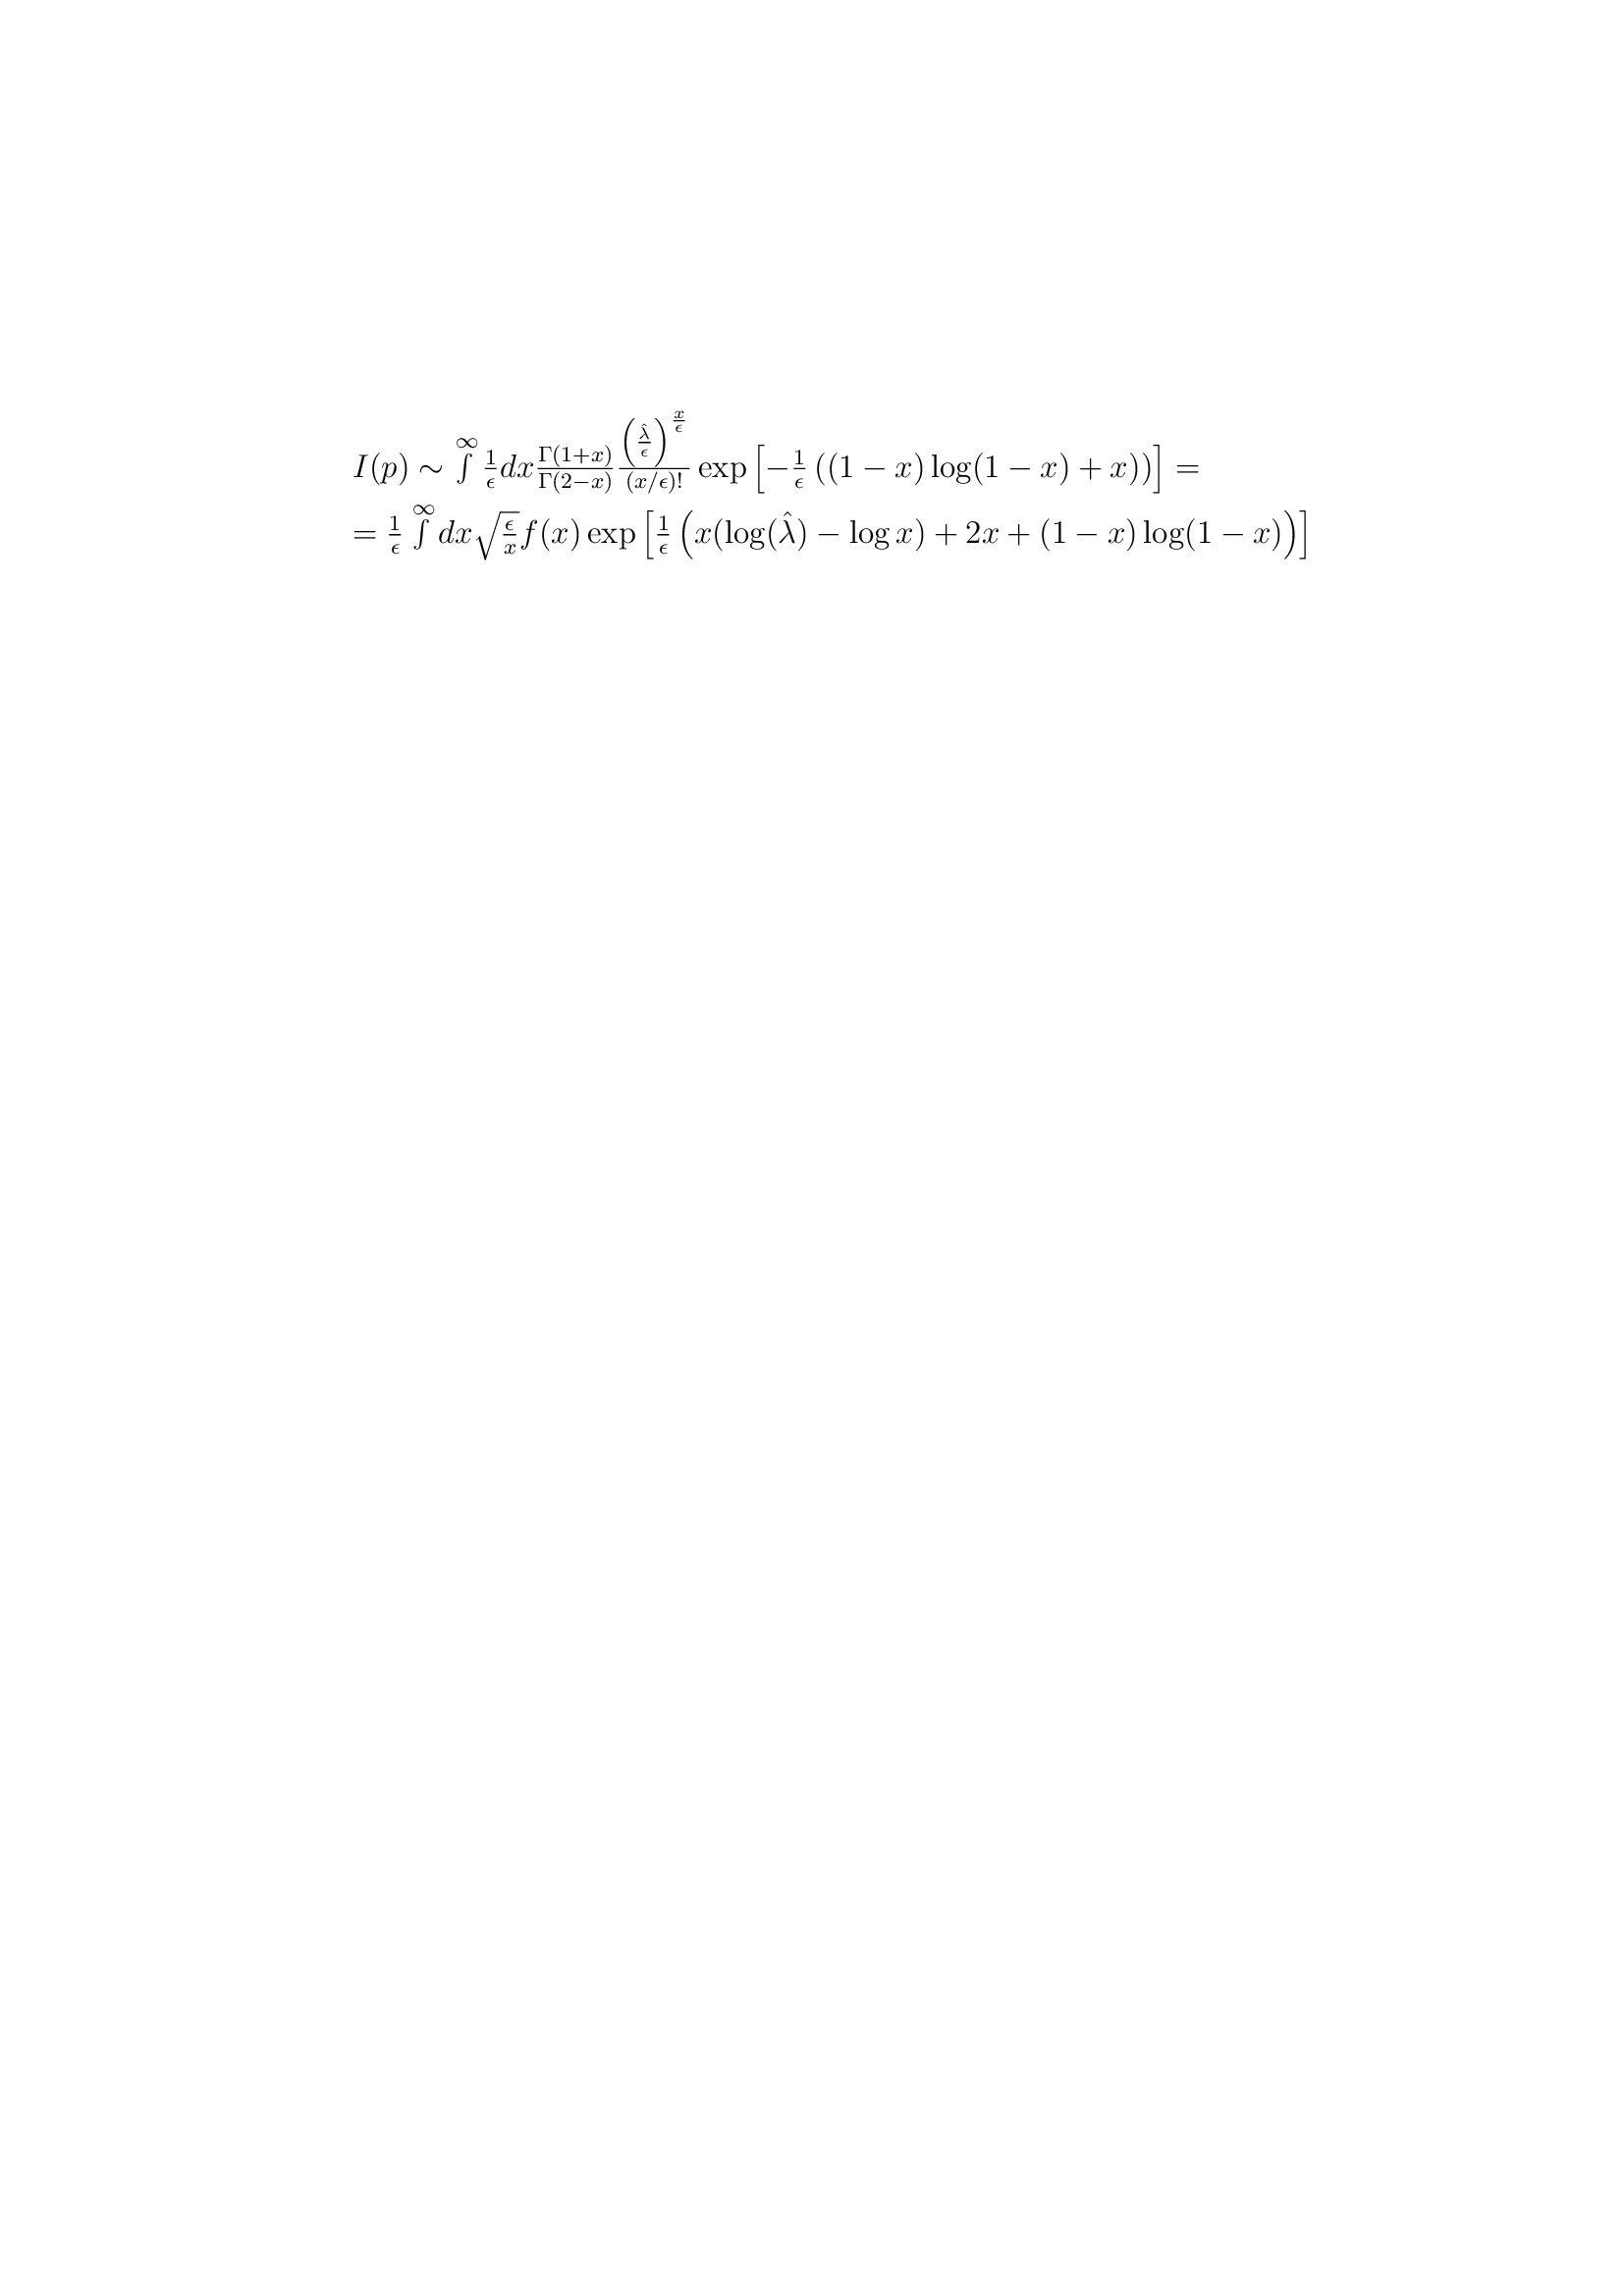 $I(p) \sim \int\limits^{\infty} \frac{1}{\epsilon} dx \frac{\Gamma(1+x)}{\Gamma(2-x)} \frac{\left(\frac{\hat{\lambda}}{\epsilon}\right)^{\frac{x}{\epsilon}}}{(x/\epsilon)!} \exp\left[-\frac{1}{\epsilon}\left((1-x)\log(1-x)+x)\right)\right] =$
$= \frac{1}{\epsilon} \int\limits^{\infty} dx \sqrt{\frac{\epsilon}{x}} f(x) \exp\left[\frac{1}{\epsilon}\left(x(\log(\hat{\lambda})-\log x)+2x+(1-x)\log(1-x)\right)\right]$